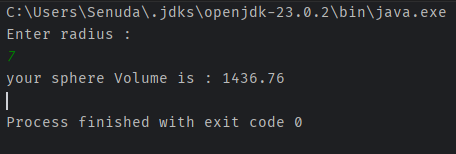 C:\Users\Senuda\.jdks\openjdk-23.0.2\bin\java.exe
Enter radius :
7
your sphere Volume is : 1436.76
Process finished with exit code 0